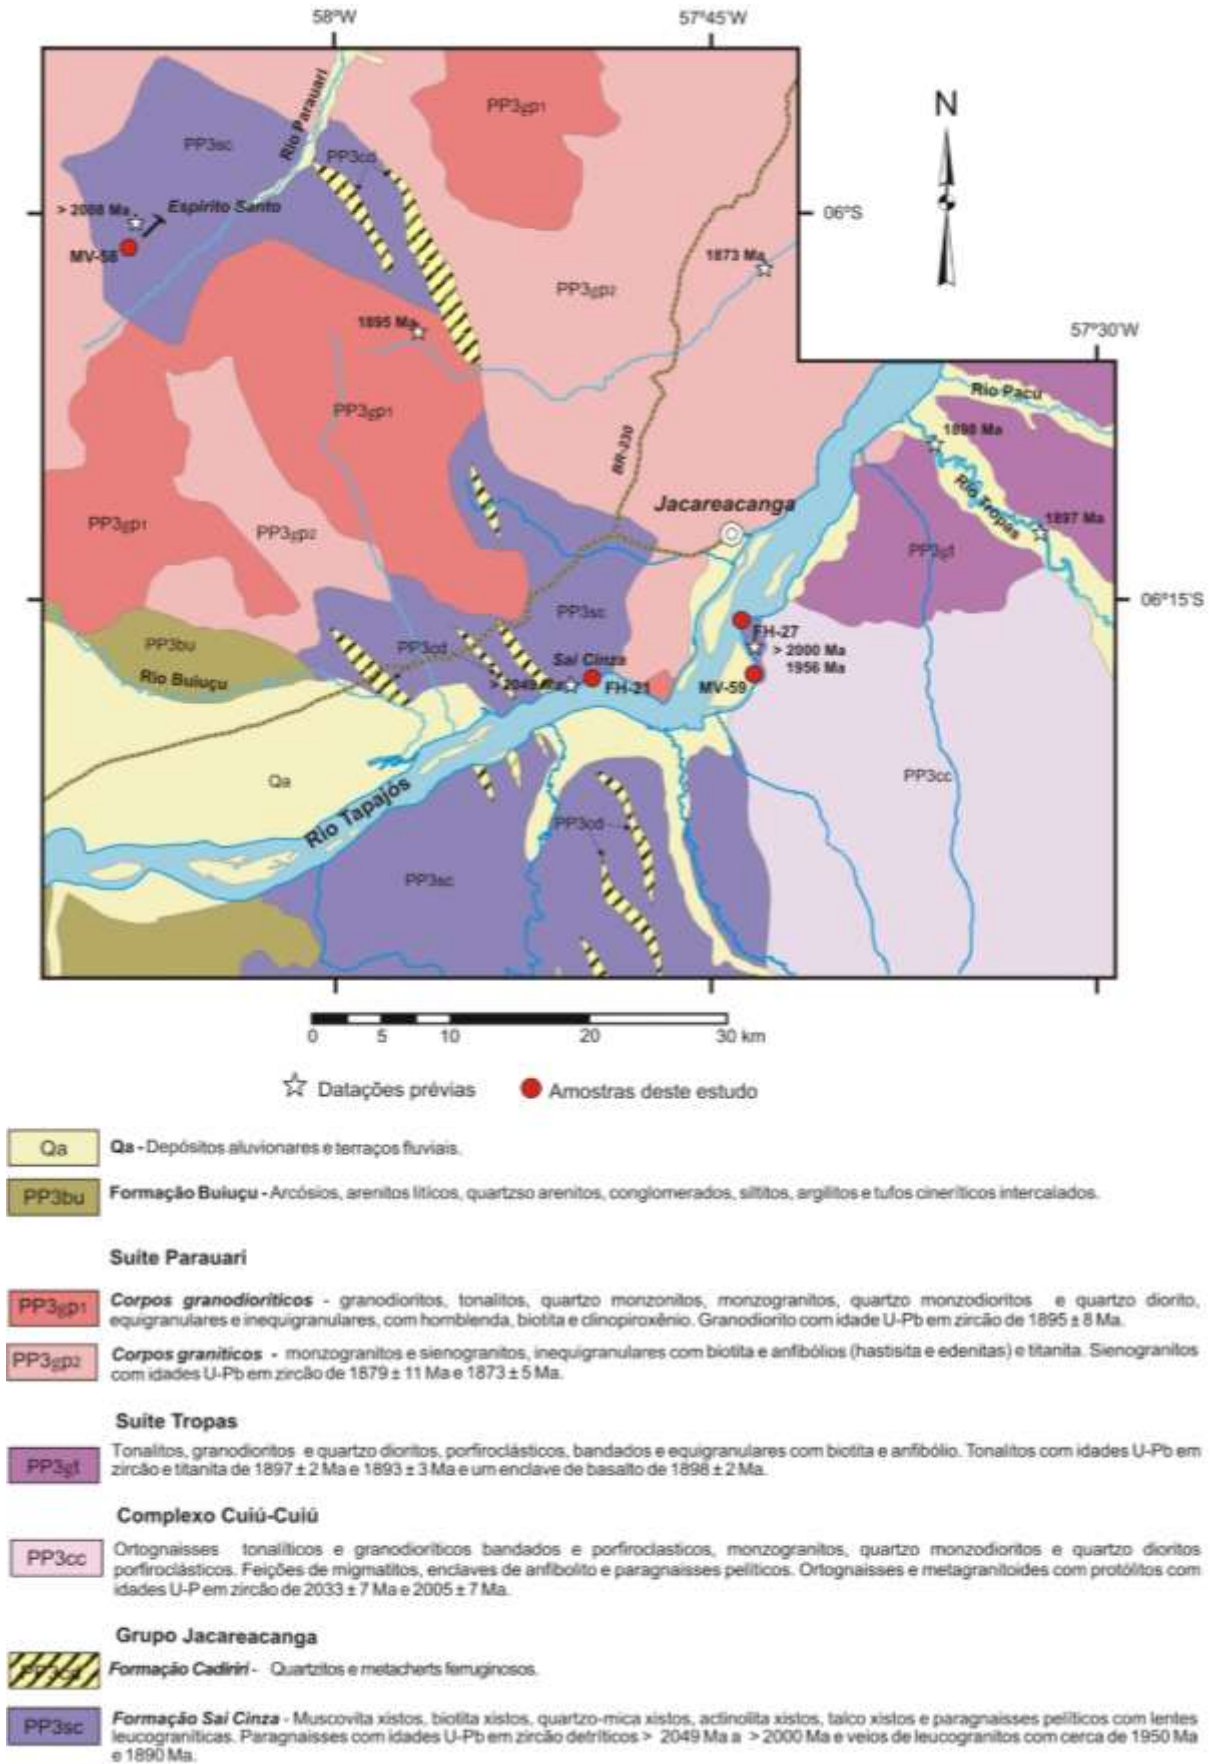 58ºW
57º45'W
PP3gp1
PP3sc
Rio Parauari
PP3cd
> 2008 Ma
Espirito Santo
MV-58
06ºS
N
1873 Ma
PP3gp2
57º30'W
1895 Ma
PP3gp1
Rio Pacu
1898 Ma
BR-230
Jacareacanga
Rio Tropas
1897 Ma
PP3gp1
PP3gp2
PP3gt
06º15'S
PP3sc
PP3bu
PP3cd
FH-27
> 2000 Ma
1956 Ma
Sai Cinza
Rio Buiuçu
> 2049 Ma
FH-21
MV-59
Qa
PP3cc
Rio Tapajós
PP3cd
PP3sc
0 5 10 20 30 km
Datações prévias Amostras deste estudo
Qa Qa - Depósitos aluvionares e terraços fluviais.
PP3bu Formação Buiuçu - Arcósios, arenitos líticos, quartzso arenitos, conglomerados, siltitos, argilitos e tufos cineríticos intercalados.
Suíte Parauari
PP3gp1 Corpos granodioríticos - granodioritos, tonalitos, quartzo monzonitos, monzogranitos, quartzo monzodioritos e quartzo diorito,
equigranulares e inequigranulares, com hornblenda, biotita e clinopiroxênio. Granodiorito com idade U-Pb em zircão de 1895 ± 8 Ma.
PP3gp2 Corpos graníticos - monzogranitos e sienogranitos, inequigranulares com biotita e anfibólios (hastisita e edenitas) e titanita. Sienogranitos
com idades U-Pb em zircão de 1879 ± 11 Ma e 1873 ± 5 Ma.
Suíte Tropas
PP3gt Tonalitos, granodioritos e quartzo dioritos, porfiroclásticos, bandados e equigranulares com biotita e anfibólio. Tonalitos com idades U-Pb em
zircão e titanita de 1897 ± 2 Ma e 1893 ± 3 Ma e um enclave de basalto de 1898 ± 2 Ma.
Complexo Cuiú-Cuiú
PP3cc Ortognaisses tonalíticos e granodioríticos bandados e porfiroclasticos, monzogranitos, quartzo monzodioritos e quartzo dioritos
porfiroclásticos. Feições de migmatitos, enclaves de anfibolito e paragnaisses pelíticos. Ortognaisses e metagranitoides com protólitos com
idades U-P em zircão de 2033 ± 7 Ma e 2005 ± 7 Ma.
Grupo Jacareacanga
PP3cd Formação Cadiriri - Quartzitos e metacherts ferruginosos.
PP3sc Formação Sai Cinza - Muscovita xistos, biotita xistos, quartzo-mica xistos, actinolita xistos, talco xistos e paragnaisses pelíticos com lentes
leucograníticas. Paragnaisses com idades U-Pb em zircão detríticos > 2049 Ma a > 2000 Ma e veios de leucogranitos com cerca de 1950 Ma
e 1890 Ma.